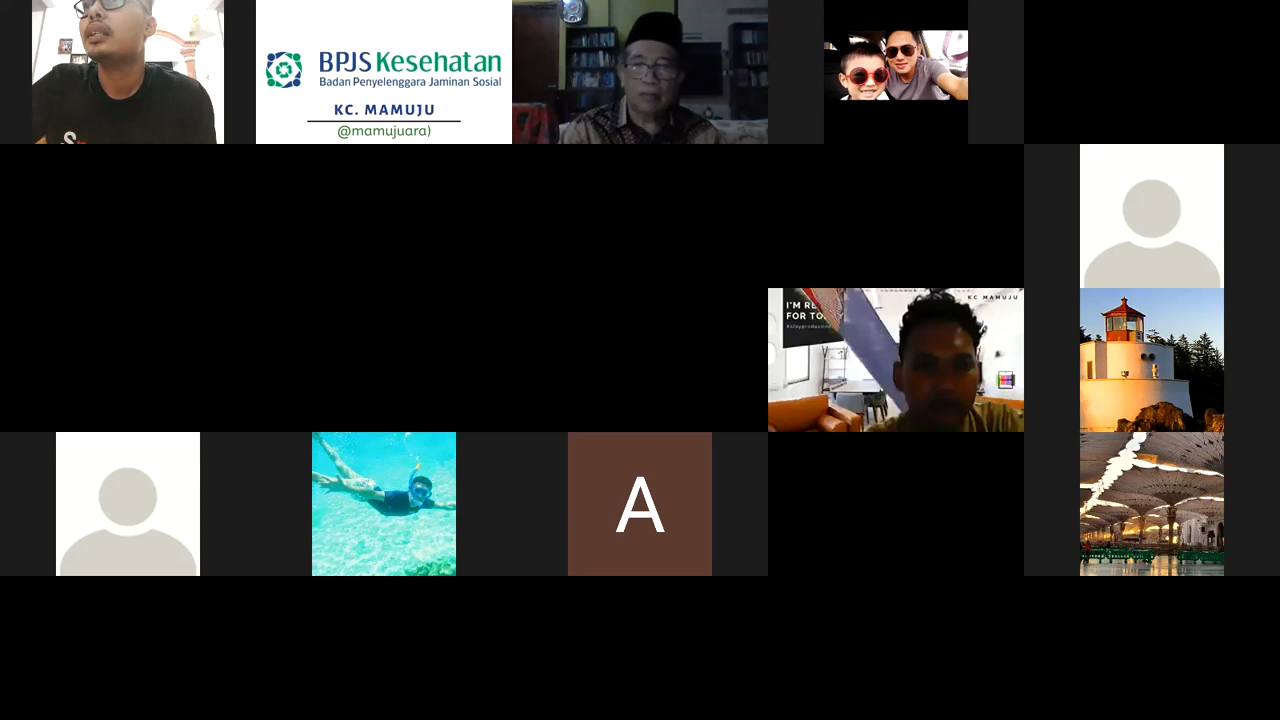 BPJS Kesehatan
Badan Penyelenggara Jaminan Sosial
KC. MAMUJU
@mamujuara)
KC MAMUJU
I'M RE
FOR TO
A